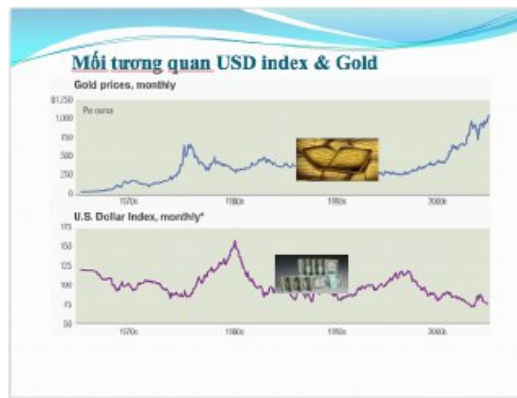 Mối tương quan USD index & Gold
Gold prices, monthly
$1,250
Per ounce
1,000
750
500
250
0
1970s 1980s 1990s 2000s
U.S. Dollar Index, monthly*
175
150
125
100
75
50
1970s 1980s 1990s 2000s